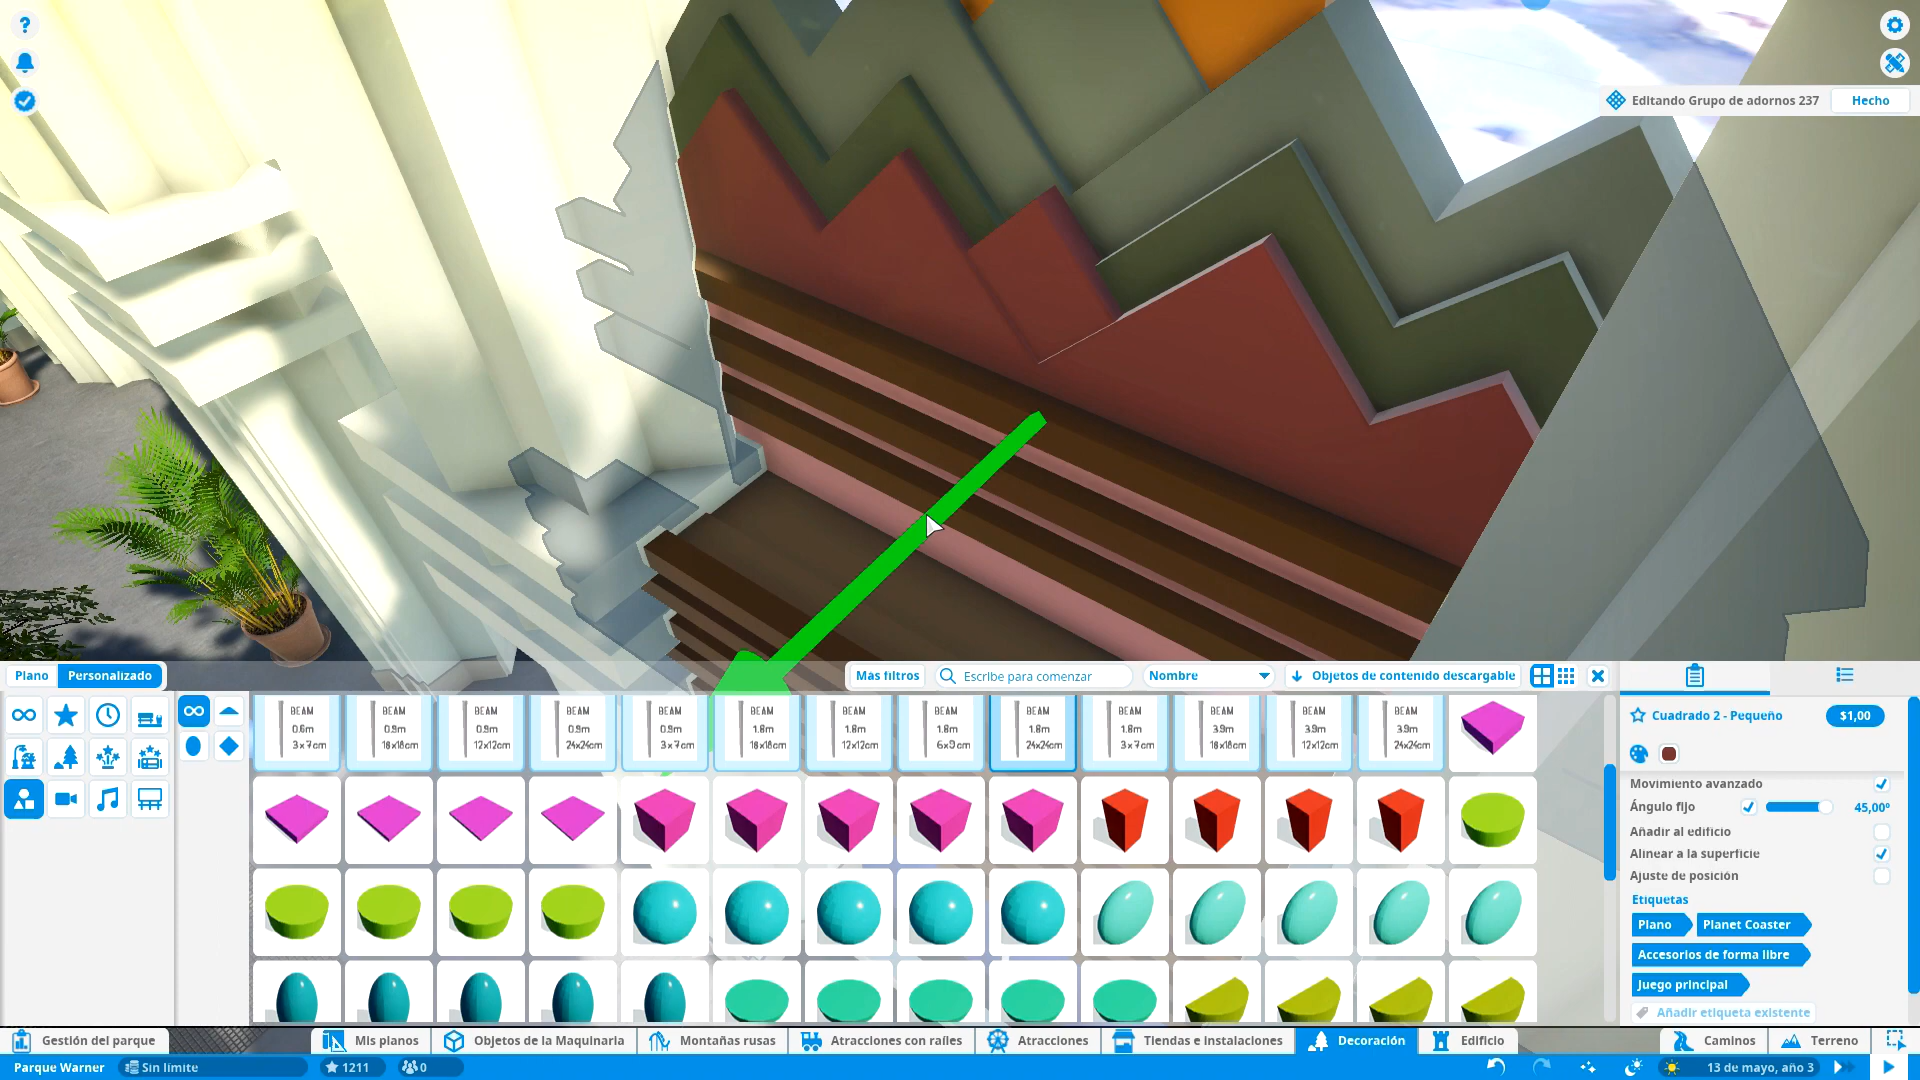 ?
Editando Grupo de adornos 237
Hecho
Plano
Personalizado
Más filtros
Escribe para comenzar
Nombre
Objetos de contenido descargable
BEAM 0.6m 3x7cm
BEAM 0.9m 18x18cm
BEAM 0.9m 12x12cm
BEAM 0.9m 24x24cm
BEAM 0.9m 3x7cm
BEAM 1.8m 18x18cm
BEAM 1.8m 12x12cm
BEAM 1.8m 6x9cm
BEAM 1.8m 24x24cm
BEAM 1.8m 3x7cm
BEAM 3.9m 18x18cm
BEAM 3.9m 12x12cm
BEAM 3.9m 24x24cm
Cuadrado 2 - Pequeño
$1,00
Movimiento avanzado
Ángulo fijo
45,00º
Añadir al edificio
Alinear a la superficie
Ajuste de posición
Etiquetas
Plano
Planet Coaster
Accesorios de forma libre
Juego principal
Añadir etiqueta existente
Gestión del parque
Mis planos
Objetos de la Maquinaria
Montañas rusas
Atracciones con raíles
Atracciones
Tiendas e instalaciones
Decoración
Edificio
Caminos
Terreno
Parque Warner
Sin límite
1211
0
13 de mayo, año 3